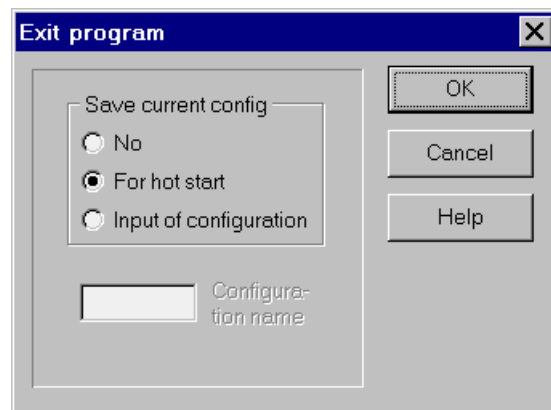 Exit program
Save current config
No
For hot start
Input of configuration
Configura-
tion name
OK
Cancel
Help